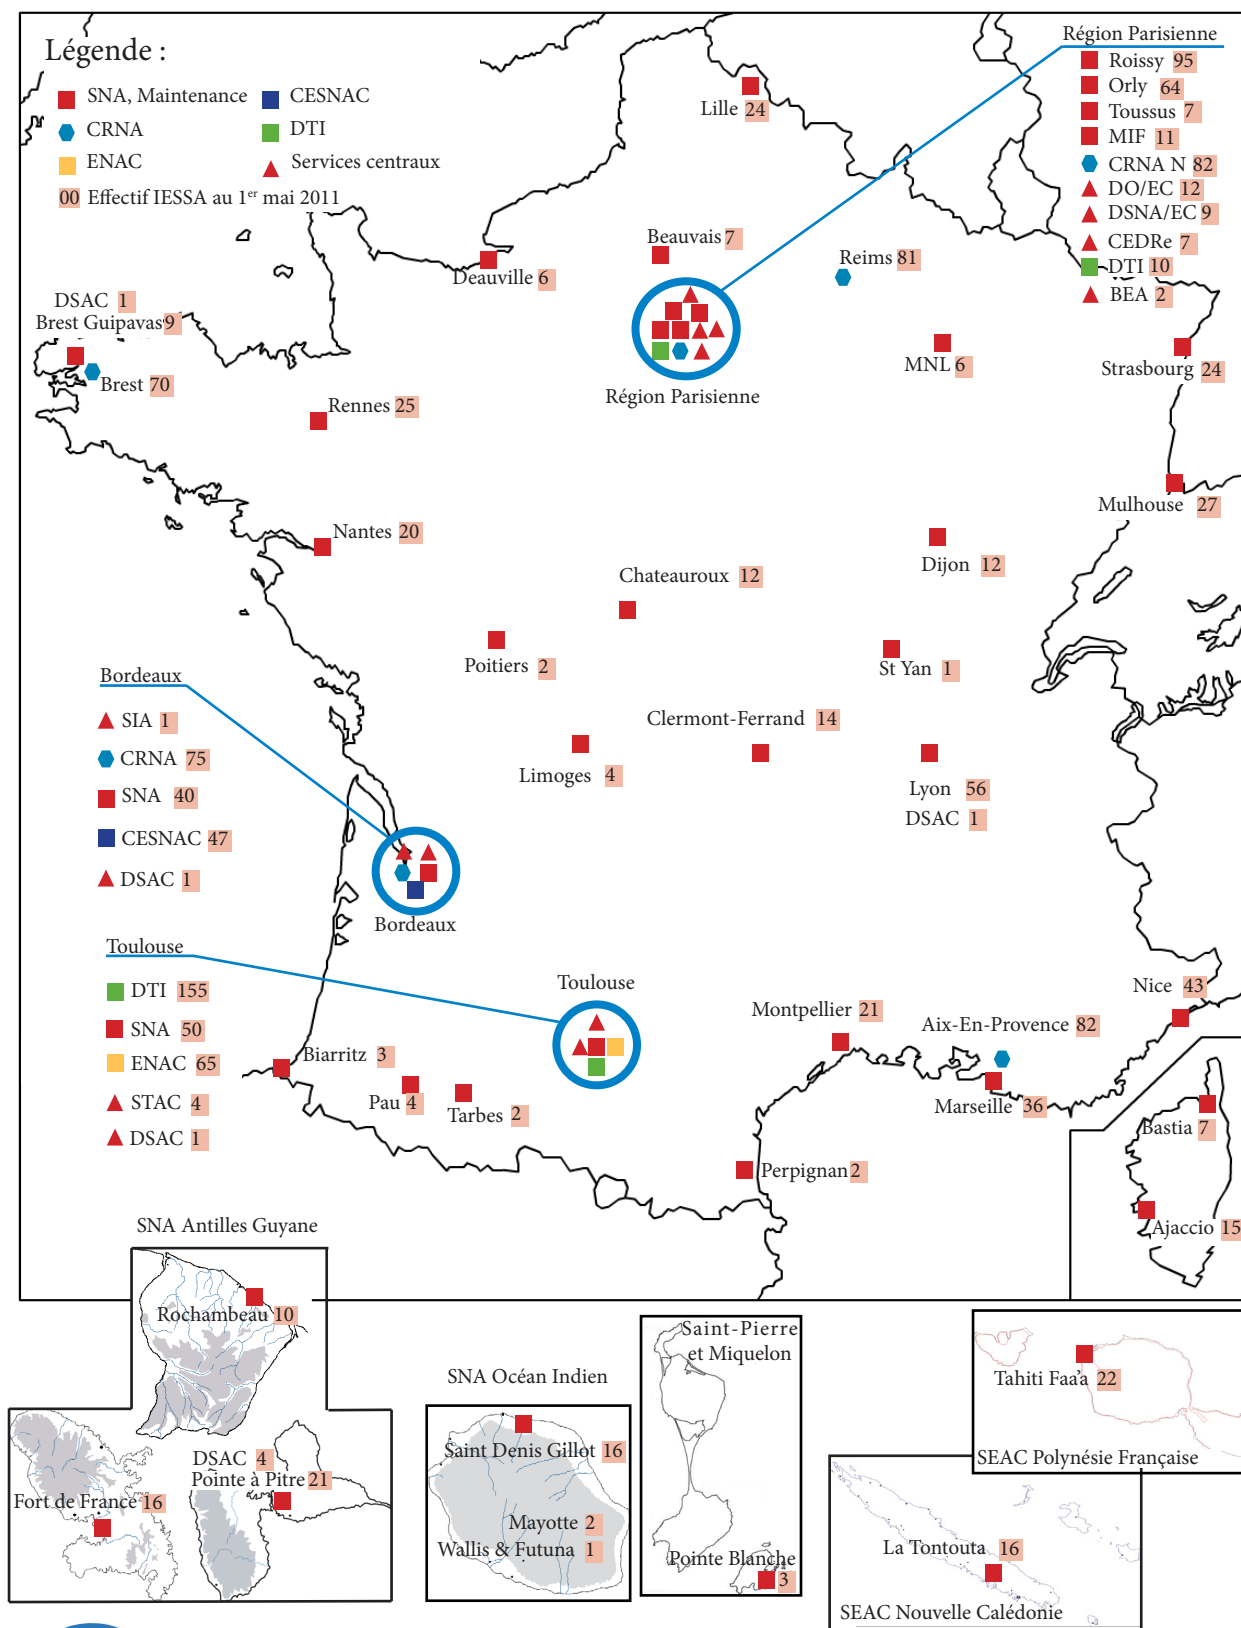 Légende :
SNA, Maintenance
CESNAC
CRNA
DTI
ENAC
Services centraux
00 Effectif IESSA au 1er mai 2011
Région Parisienne
Roissy 95
Orly 64
Toussus 7
MIF 11
CRNA N 82
DO/EC 12
DSNA/EC 9
CEDRe 7
DTI 10
BEA 2
Lille 24
Beauvais 7
Reims 81
Deauville 6
DSAC 1
Brest Guipavas 9
Brest 70
Rennes 25
Région Parisienne
MNL 6
Strasbourg 24
Mulhouse 27
Nantes 20
Dijon 12
Chateauroux 12
Poitiers 2
St Yan 1
Clermont-Ferrand 14
Limoges 4
Lyon 56
DSAC 1
Bordeaux
SIA 1
CRNA 75
SNA 40
CESNAC 47
DSAC 1
Bordeaux
Toulouse
DTI 155
SNA 50
ENAC 65
STAC 4
DSAC 1
Toulouse
Montpellier 21
Aix-En-Provence 82
Nice 43
Marseille 36
Biarritz 3
Pau 4
Tarbes 2
Perpignan 2
Bastia 7
Ajaccio 15
SNA Antilles Guyane
Rochambeau 10
DSAC 4
Pointe à Pitre 21
Fort de France 16
SNA Océan Indien
Saint Denis Gillot 16
Mayotte 2
Wallis & Futuna 1
Saint-Pierre
et Miquelon
Pointe Blanche
3
Tahiti Faa'a 22
SEAC Polynésie Française
La Tontouta 16
SEAC Nouvelle Calédonie